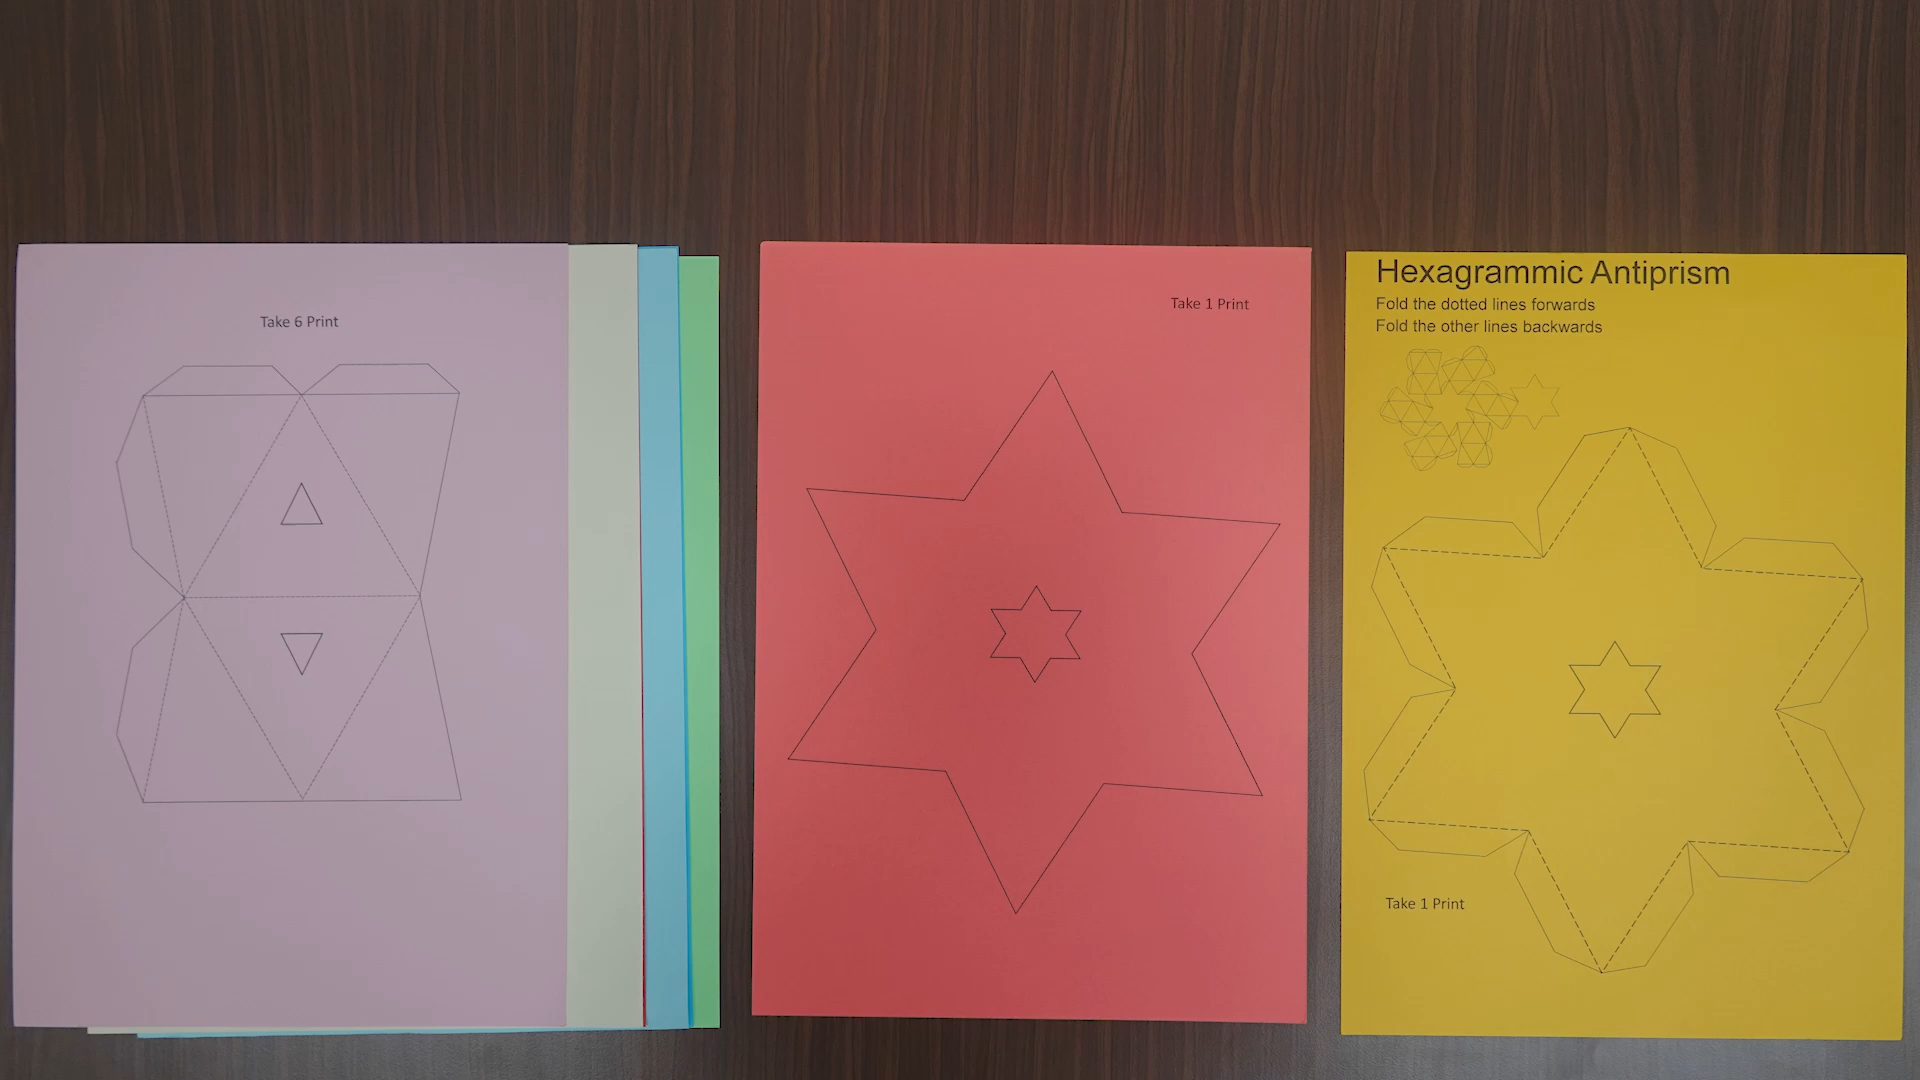 Take 6 Print
Take 1 Print
Hexagrammic Antiprism
Fold the dotted lines forwards
Fold the other lines backwards
Take 1 Print